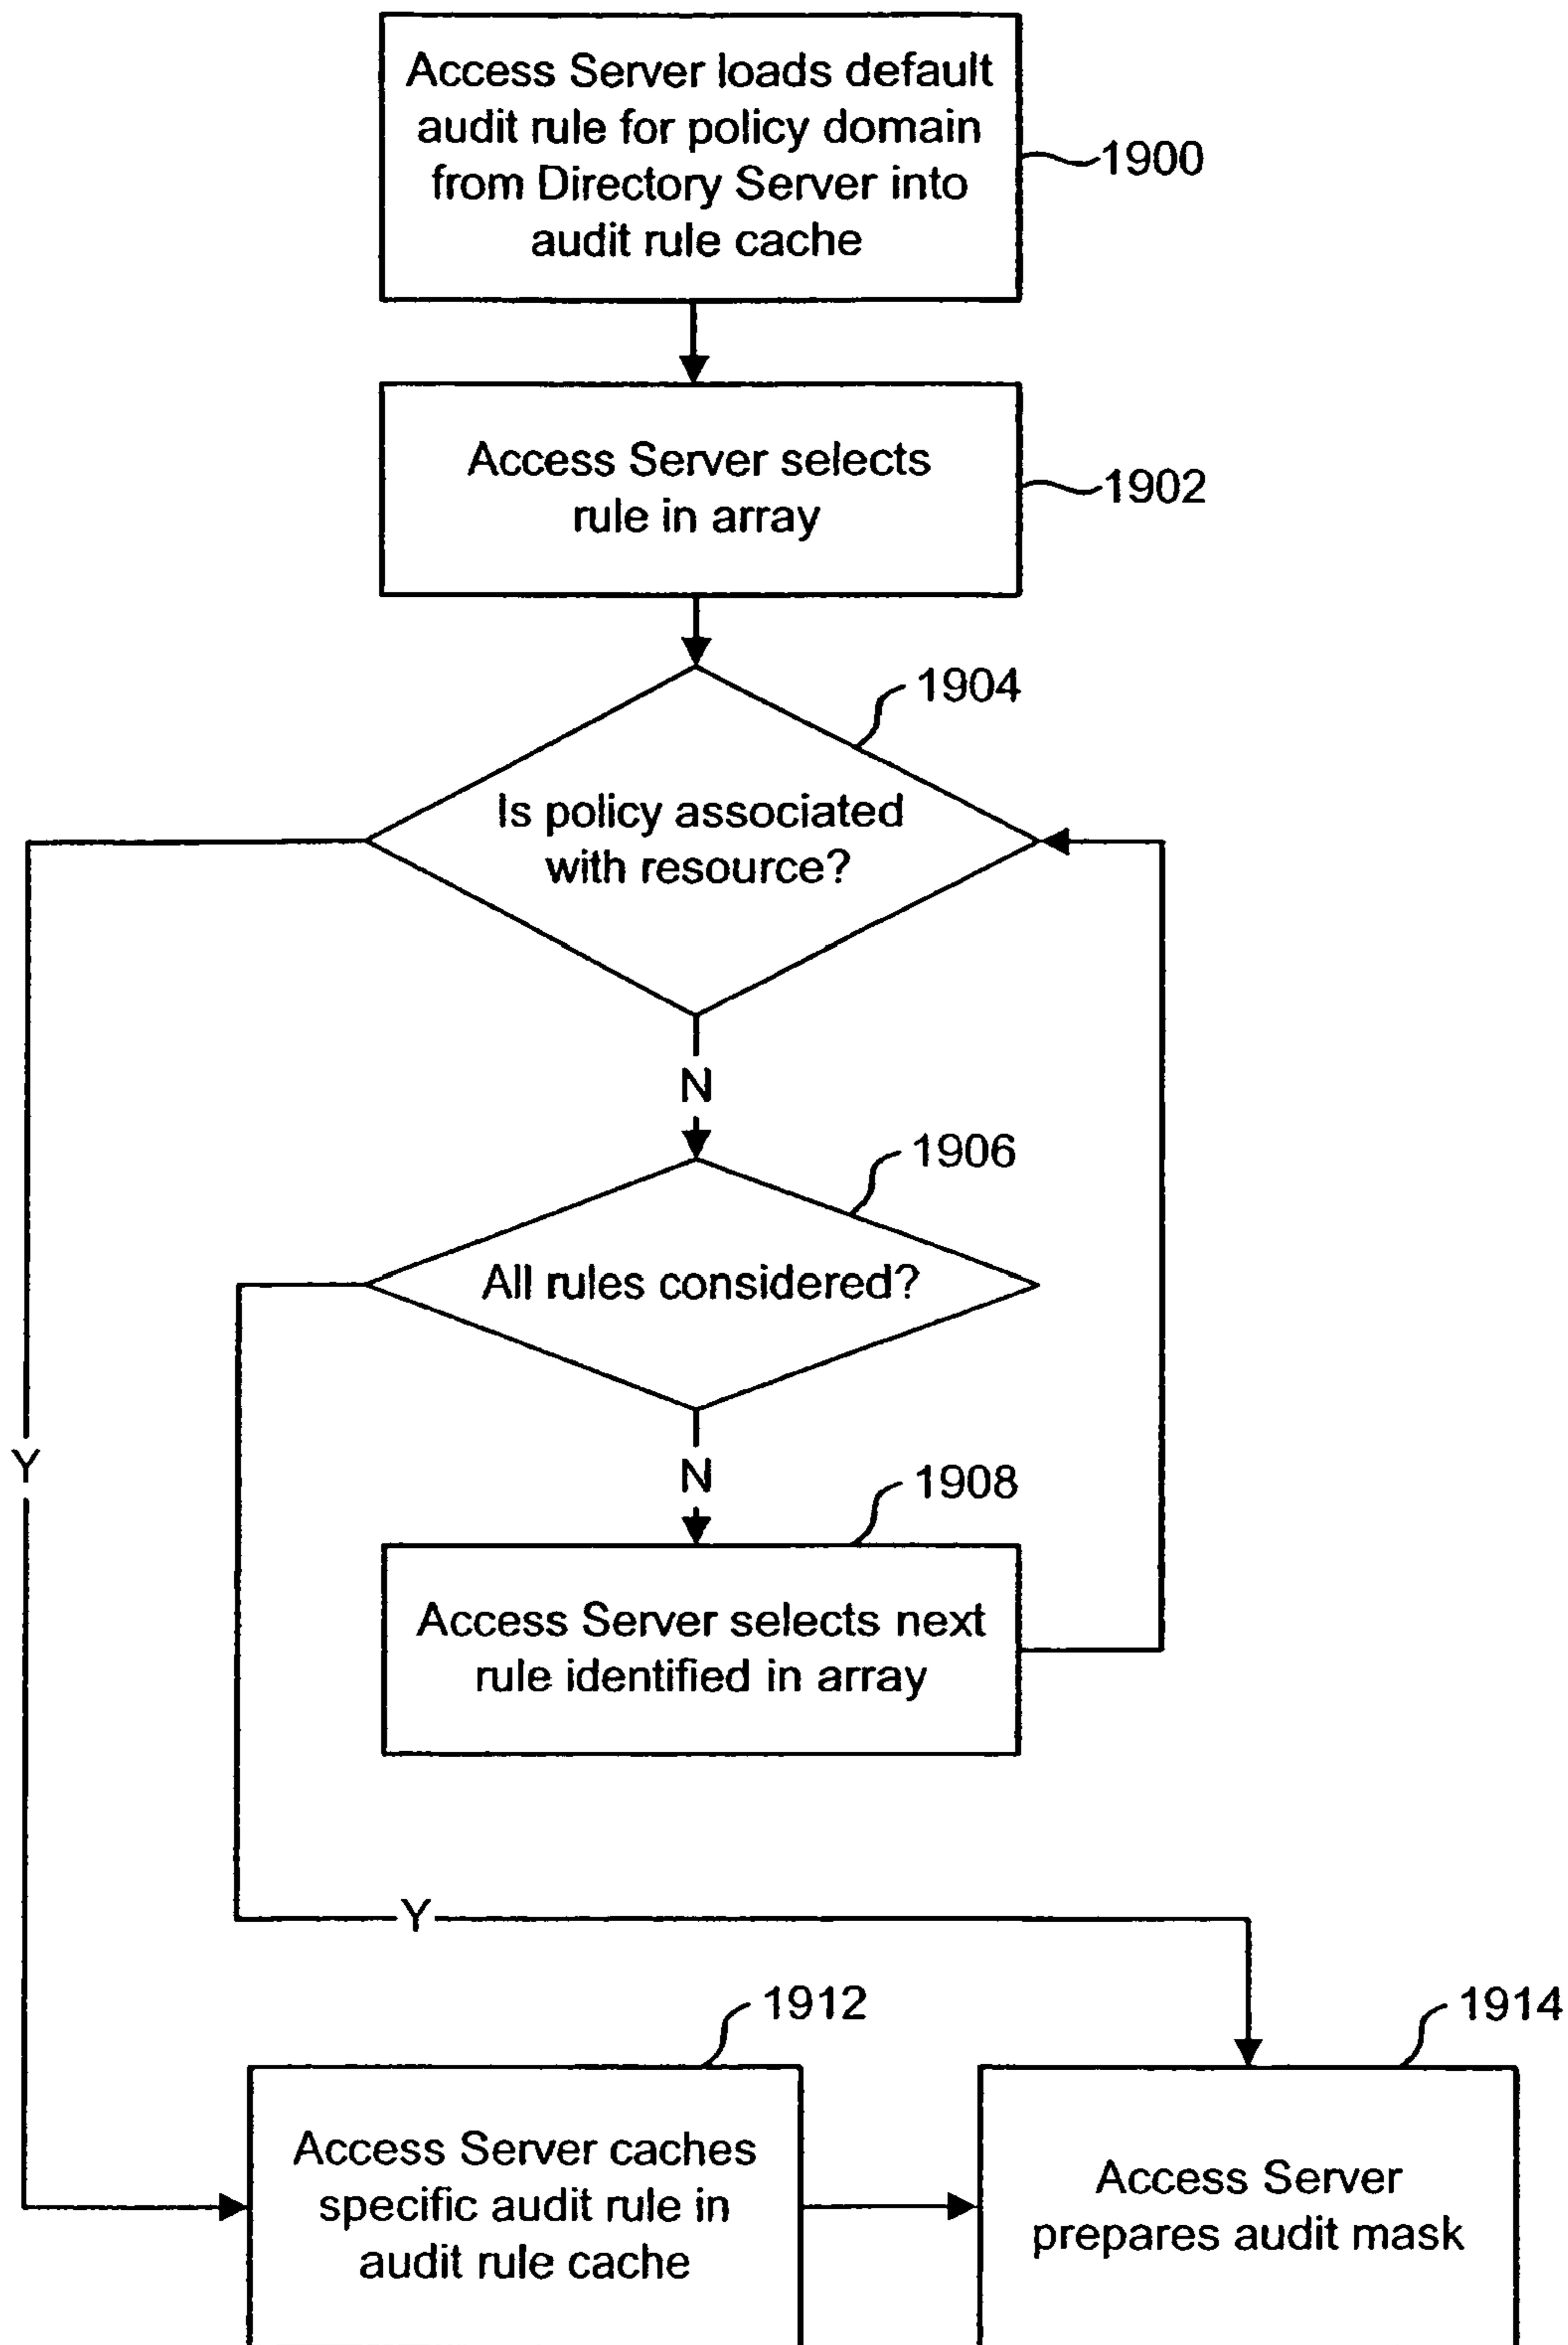 Access Server loads default
audit rule for policy domain
from Directory Server into
audit rule cache
1900
Access Server selects
rule in array
1902
1904
Is policy associated
with resource?
N
1906
All rules considered?
Y
N
1908
Access Server selects next
rule identified in array
Y
1912
1914
Access Server caches
specific audit rule in
audit rule cache
Access Server
prepares audit mask